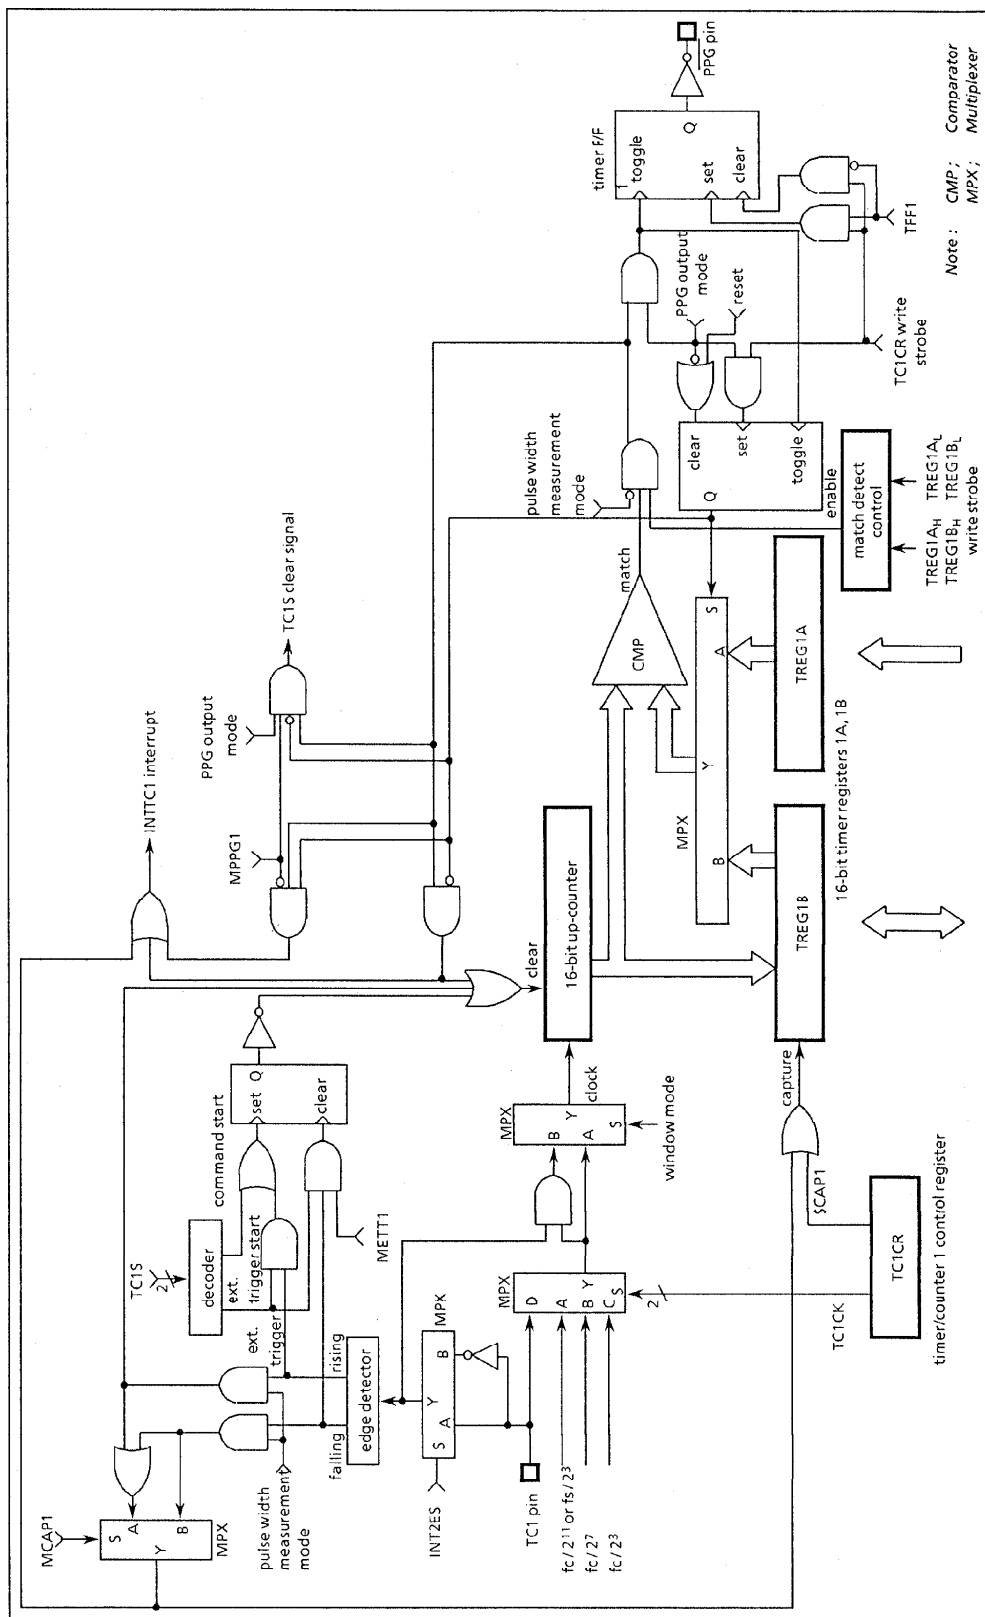 MCAP1
S
A
B
Y
MPX
pulse width
measurement
mode
TC1S
2
decoder
command start
ext.
trigger start
ext.
trigger
set Q
clear
METT1
falling
rising
edge detector
INT2ES
S
A
Y
B
MPX
TC1 pin
fc / 2¹¹ or fs / 2³
fc / 2⁷
fc / 2³
MPX
D
A
B Y
C
S
2
TC1CK
MPX
B
Y
A
S
clock
window mode
clear
16-bit up-counter
INTTC1 interrupt
MPPG1
PPG output
mode
TC1S clear signal
TC1CR
timer/counter 1 control register
SCAP1
capture
TREG1B
TREG1A
16-bit timer registers 1A, 1B
MPX
B
Y
A
S
CMP
match
pulse width
measurement
mode
Q
clear
set
toggle
enable
match detect
control
TREG1A_H TREG1A_L
TREG1B_H TREG1B_L
write strobe
PPG output
mode
reset
TC1CR write
strobe
TFF1
timer F/F
1
toggle
set
clear
Q
PPG pin
Note : CMP ; Comparator
MPX ; Multiplexer